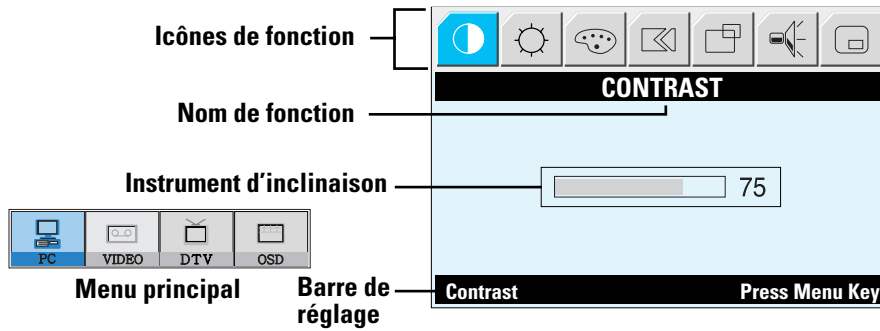 Icônes de fonction
CONTRAST
Nom de fonction
Instrument d'inclinaison
75
PC VIDEO DTV OSD
Menu principal
Barre de
réglage
Contrast Press Menu Key